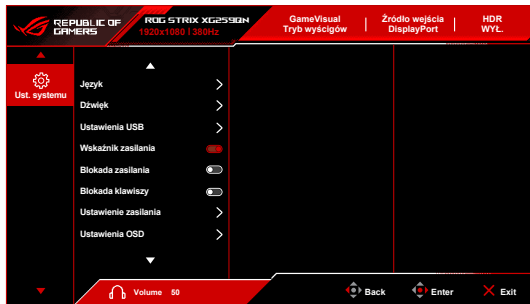 REPUBLIC OF
GAMERS
ROG STRIX XG259QN
1920x1080 | 360Hz
GameVisual
Tryb wyścigów
Źródło wejścia
DisplayPort
HDR
WYŁ.
Ust. systemu
Język
Dźwięk
Ustawienia USB
Wskaźnik zasilania
Blokada zasilania
Blokada klawiszy
Ustawienie zasilania
Ustawienia OSD
Volume 50
Back
Enter
Exit